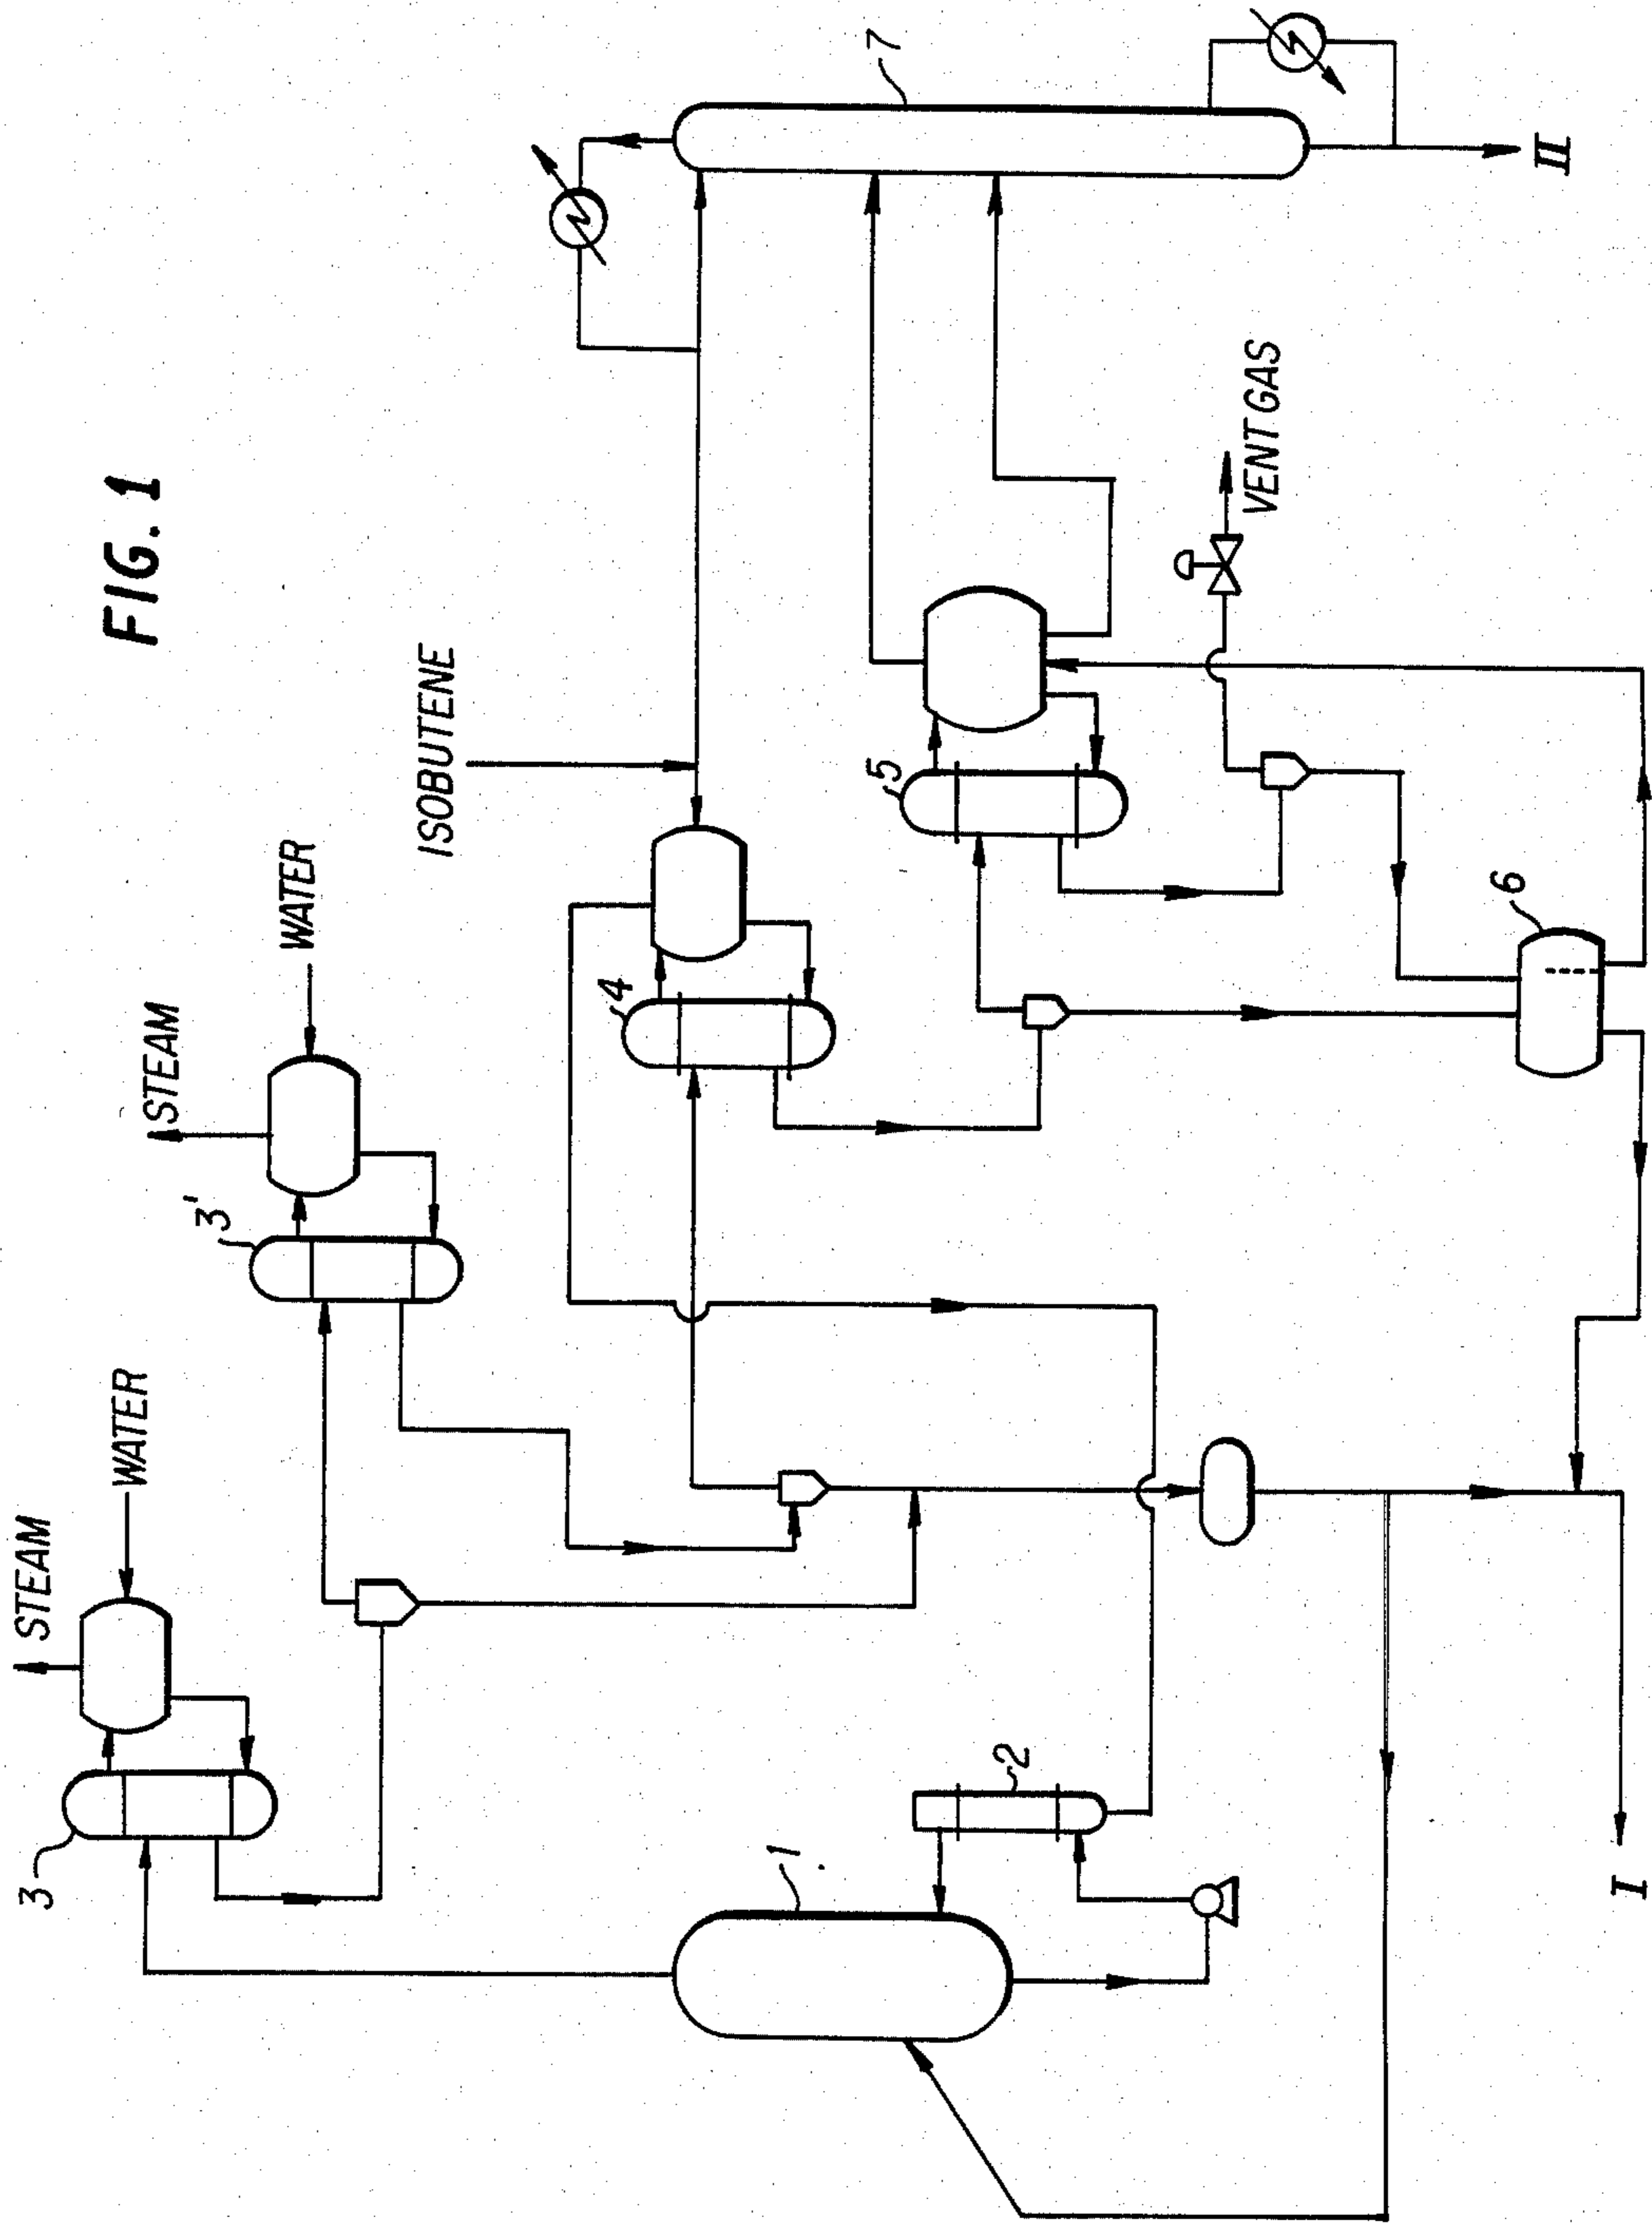 FIG. 1
STEAM
WATER
3
STEAM
WATER
3'
ISOBUTENE
4
5
7
VENT GAS
1
2
6
I
II